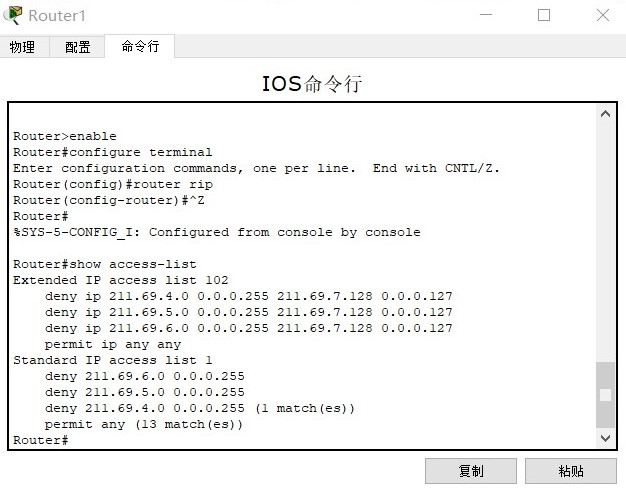 Router1
物理 配置 命令行
IOS命令行
Router>enable
Router#configure terminal
Enter configuration commands, one per line.  End with CNTL/Z.
Router(config)#router rip
Router(config-router)#^Z
Router#
%SYS-5-CONFIG_I: Configured from console by console
Router#show access-list
Extended IP access list 102
    deny ip 211.69.4.0 0.0.0.255 211.69.7.128 0.0.0.127
    deny ip 211.69.5.0 0.0.0.255 211.69.7.128 0.0.0.127
    deny ip 211.69.6.0 0.0.0.255 211.69.7.128 0.0.0.127
    permit ip any any
Standard IP access list 1
    deny 211.69.6.0 0.0.0.255
    deny 211.69.5.0 0.0.0.255
    deny 211.69.4.0 0.0.0.255 (1 match(es))
    permit any (13 match(es))
Router#
复制 粘贴